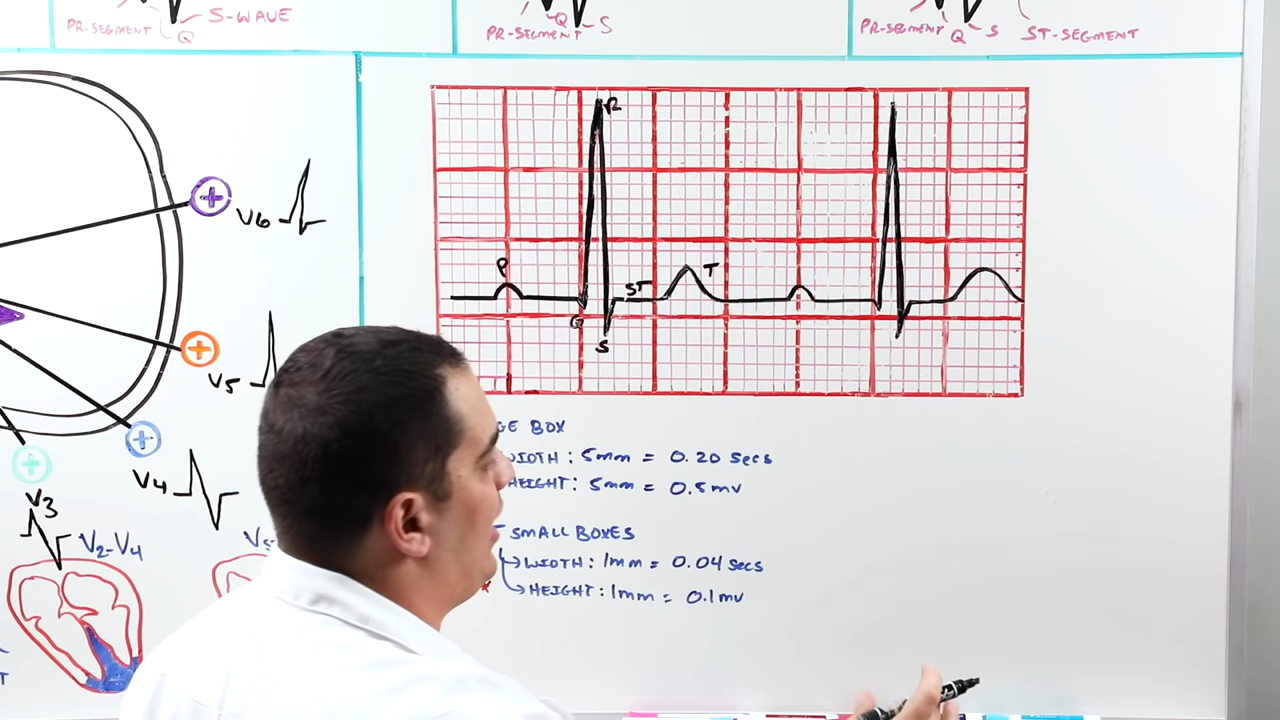 S-WAVE
PR-SEGMENT
Q
Q
S
PR-SEGMENT
PR-SEGMENT Q S ST-SEGMENT
V6
V5
V4
V3
V2-V4
R
P
ST
T
Q
S
GE BOX
WIDTH: 5mm = 0.20 secs
HEIGHT: 5mm = 0.5mV
SMALL BOXES
WIDTH: 1mm = 0.04 secs
HEIGHT: 1mm = 0.1mV